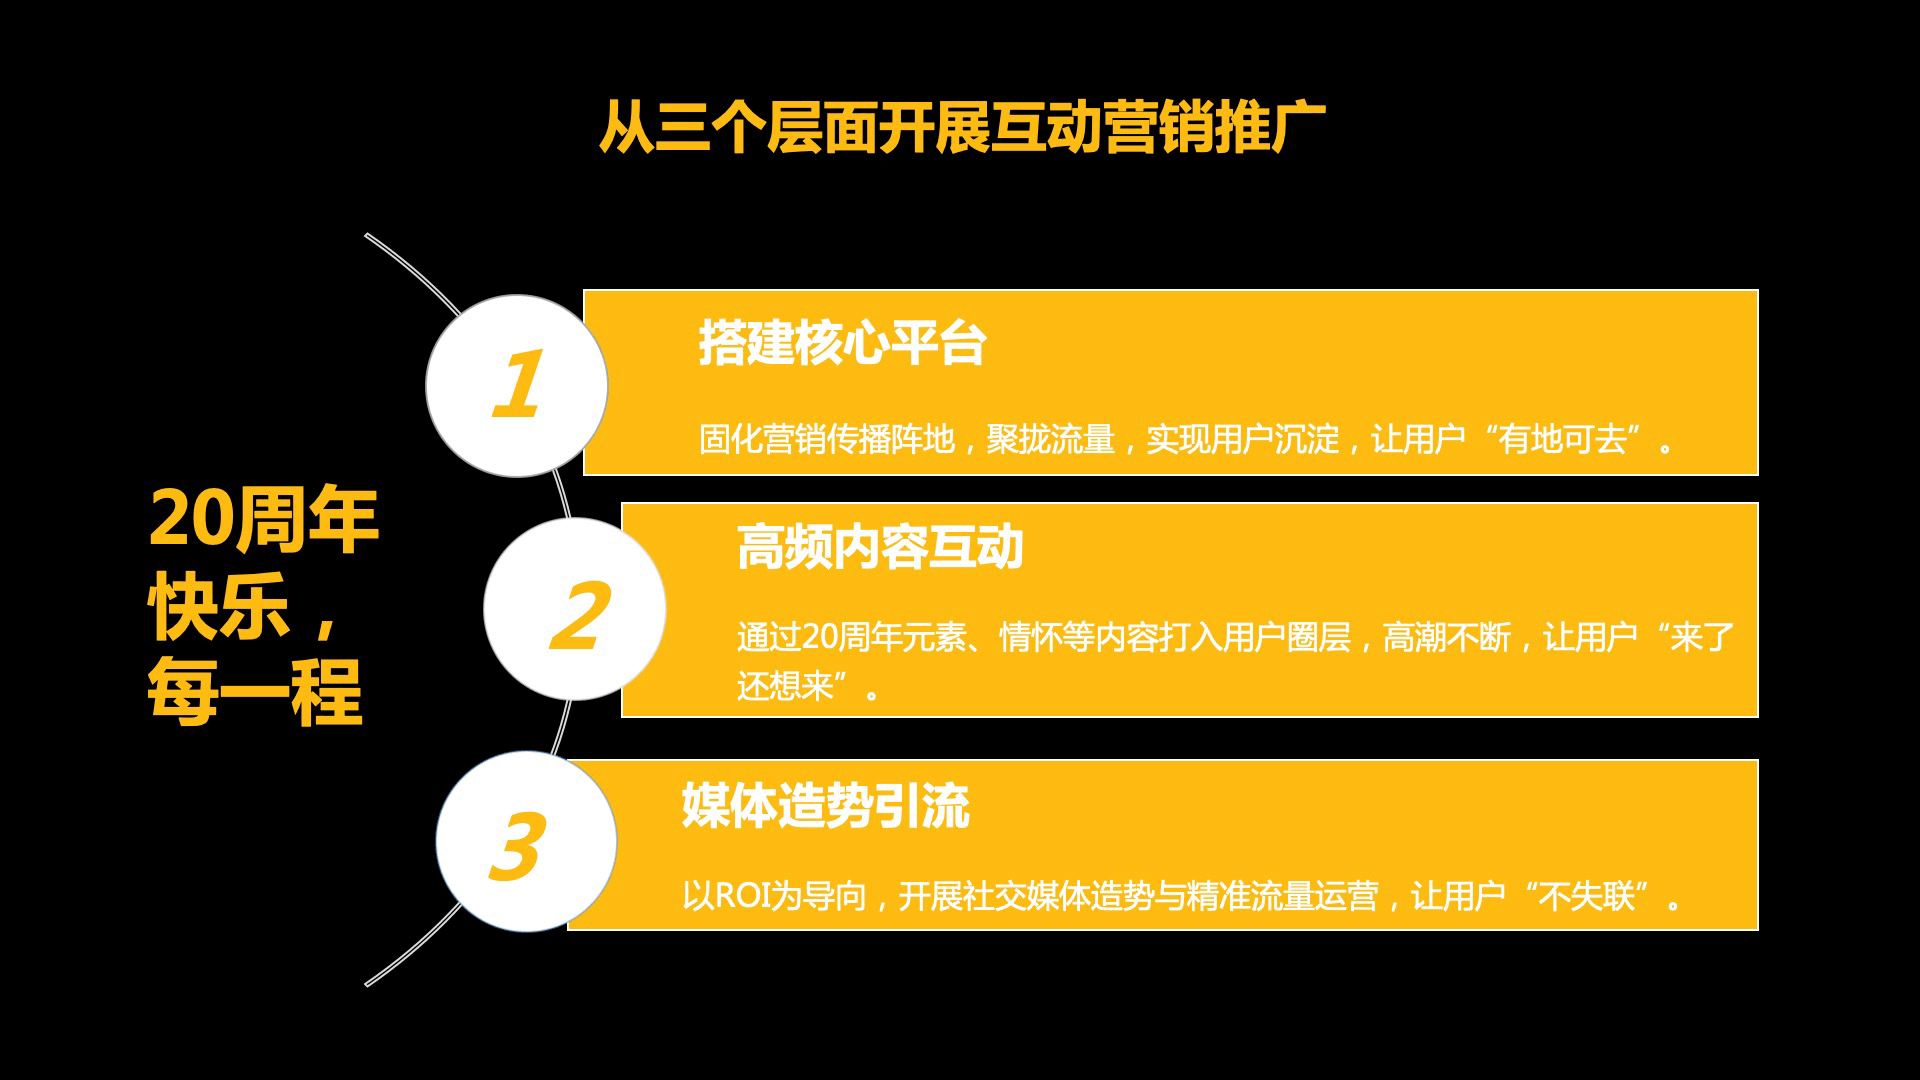 从三个层面开展互动营销推广
20周年
快乐，
每一程
1
搭建核心平台
固化营销传播阵地，聚拢流量，实现用户沉淀，让用户“有地可去”。
2
高频内容互动
通过20周年元素、情怀等内容打入用户圈层，高潮不断，让用户“来了
还想来”。
3
媒体造势引流
以ROI为导向，开展社交媒体造势与精准流量运营，让用户“不失联”。